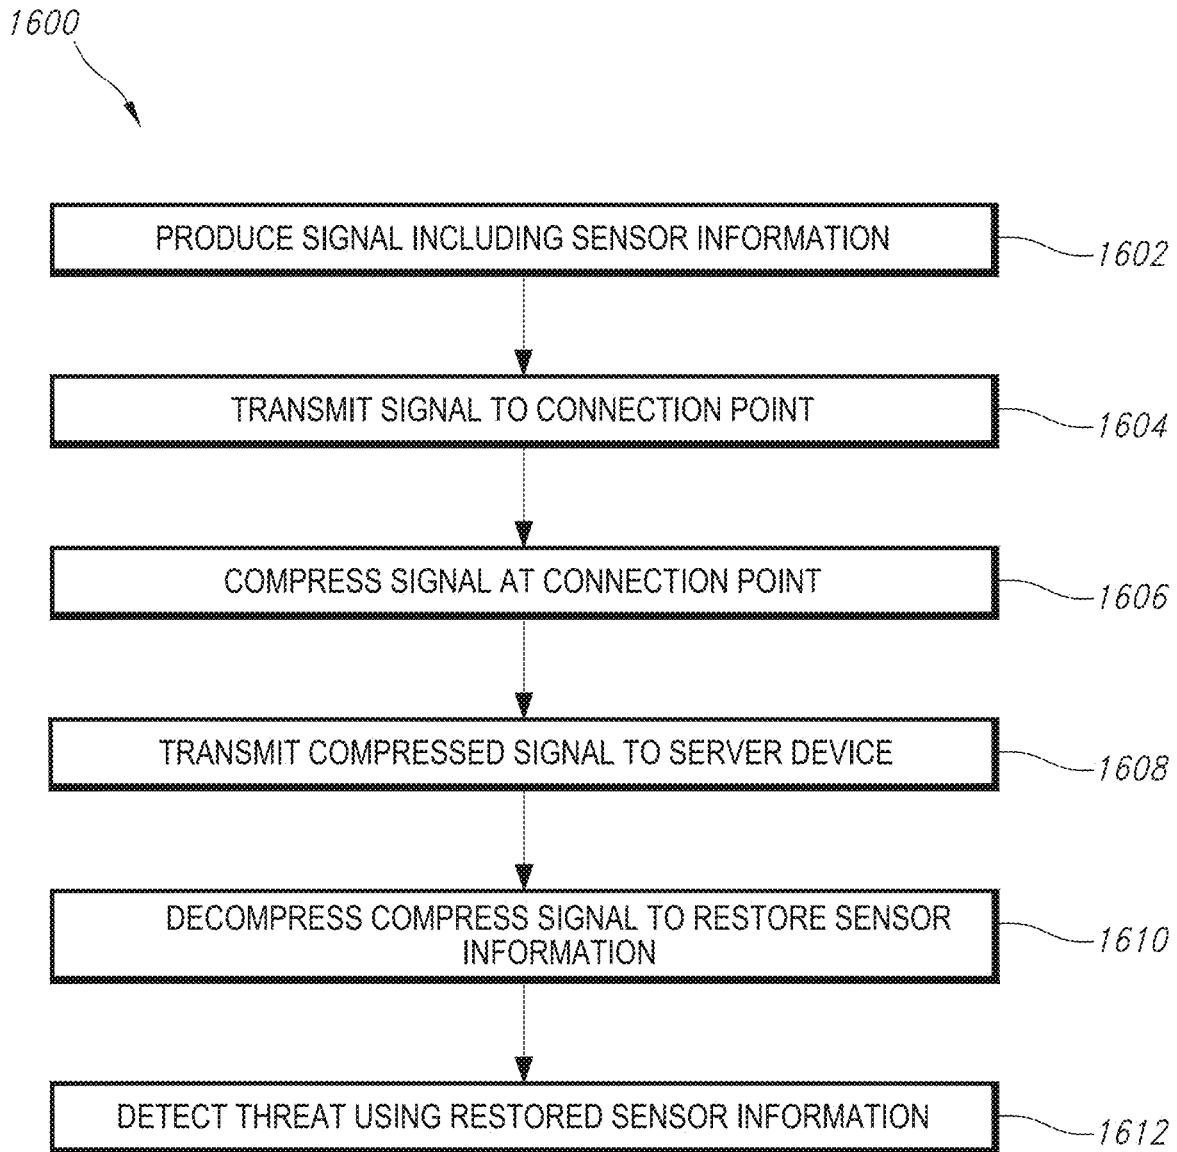 1600
PRODUCE SIGNAL INCLUDING SENSOR INFORMATION
1602
TRANSMIT SIGNAL TO CONNECTION POINT
1604
COMPRESS SIGNAL AT CONNECTION POINT
1606
TRANSMIT COMPRESSED SIGNAL TO SERVER DEVICE
1608
DECOMPRESS COMPRESS SIGNAL TO RESTORE SENSOR
INFORMATION
1610
DETECT THREAT USING RESTORED SENSOR INFORMATION
1612